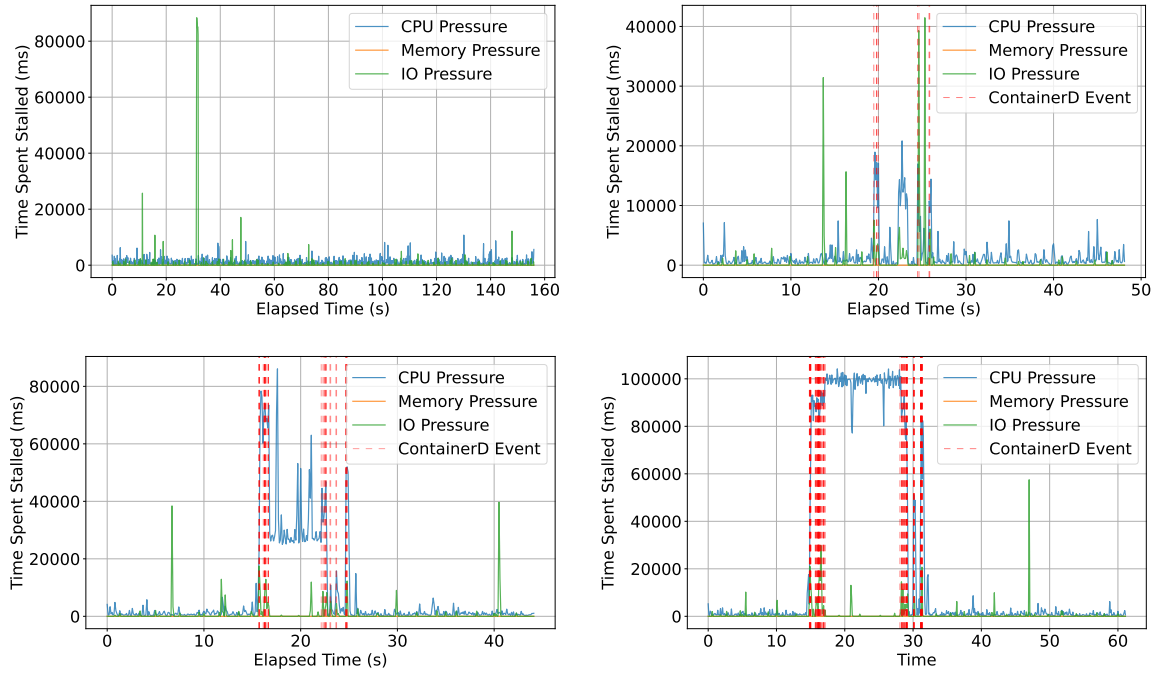 Time Spent Stalled (ms)
80000
60000
40000
20000
0
CPU Pressure
Memory Pressure
IO Pressure
0 20 40 60 80 100 120 140 160
Elapsed Time (s)
Time Spent Stalled (ms)
40000
30000
20000
10000
0
CPU Pressure
Memory Pressure
IO Pressure
ContainerD Event
0 10 20 30 40 50
Elapsed Time (s)
Time Spent Stalled (ms)
80000
60000
40000
20000
0
CPU Pressure
Memory Pressure
IO Pressure
ContainerD Event
0 10 20 30 40
Elapsed Time (s)
Time Spent Stalled (ms)
100000
80000
60000
40000
20000
0
CPU Pressure
Memory Pressure
IO Pressure
ContainerD Event
0 10 20 30 40 50 60
Time